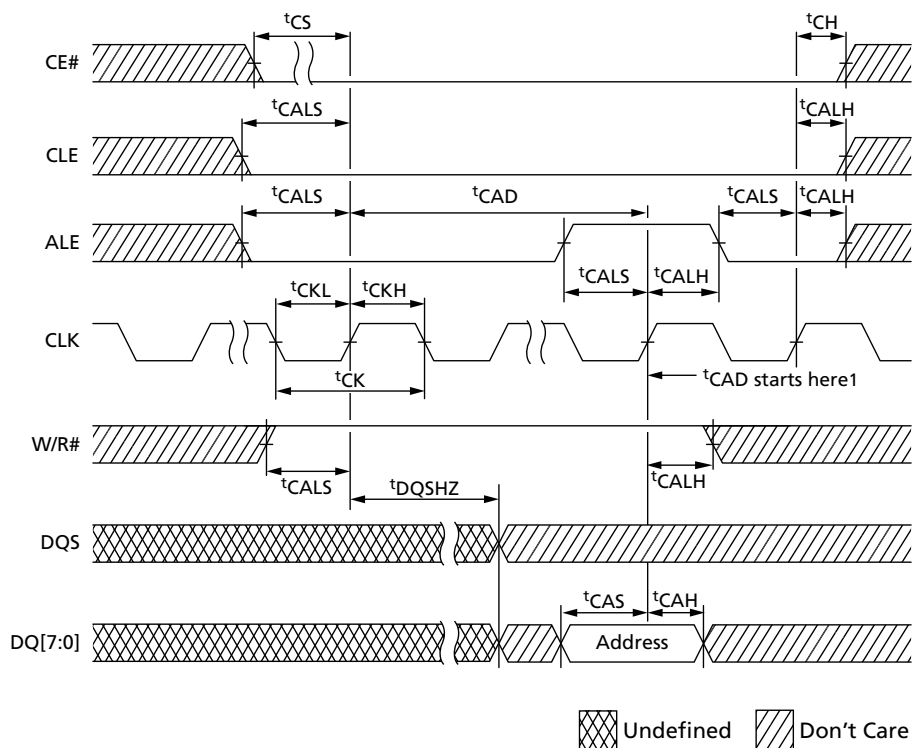 tCS tCH
CE#
tCALS tCALH
CLE
tCALS tCAD tCALS tCALH
ALE
tCALS tCALH
tCKL tCKH
CLK
tCK tCAD starts here1
W/R#
tCALS tCALH
tDQSHZ
DQS
tCAS tCAH
DQ[7:0] Address
Undefined Don't Care